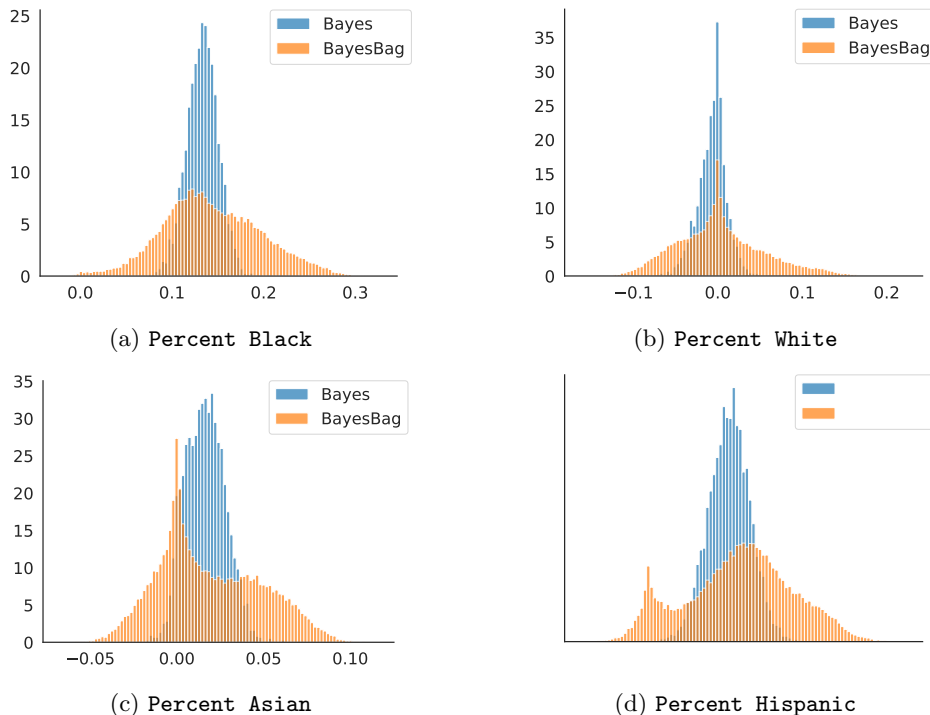 25
20
15
10
5
0
0.0 0.1 0.2 0.3
Bayes
BayesBag
(a) Percent Black
35
30
25
20
15
10
5
0
−0.1 0.0 0.1 0.2
Bayes
BayesBag
(b) Percent White
35
30
25
20
15
10
5
0
−0.05 0.00 0.05 0.10
Bayes
BayesBag
(c) Percent Asian
(d) Percent Hispanic